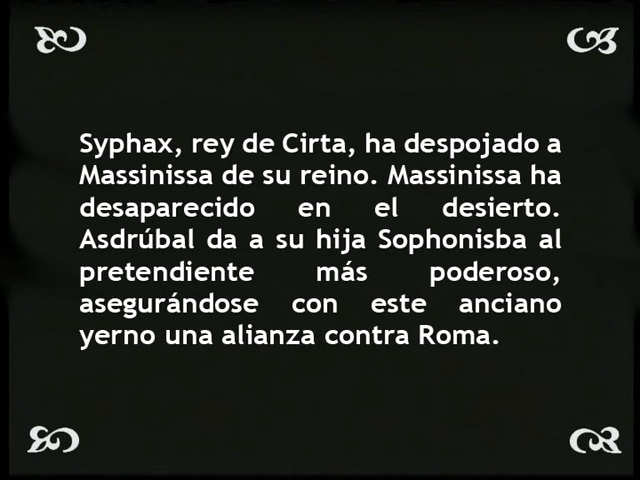 Syphax, rey de Cirta, ha despojado a
Massinissa de su reino. Massinissa ha
desaparecido en el desierto.
Asdrúbal da a su hija Sophonisba al
pretendiente más poderoso,
asegurándose con este anciano
yerno una alianza contra Roma.